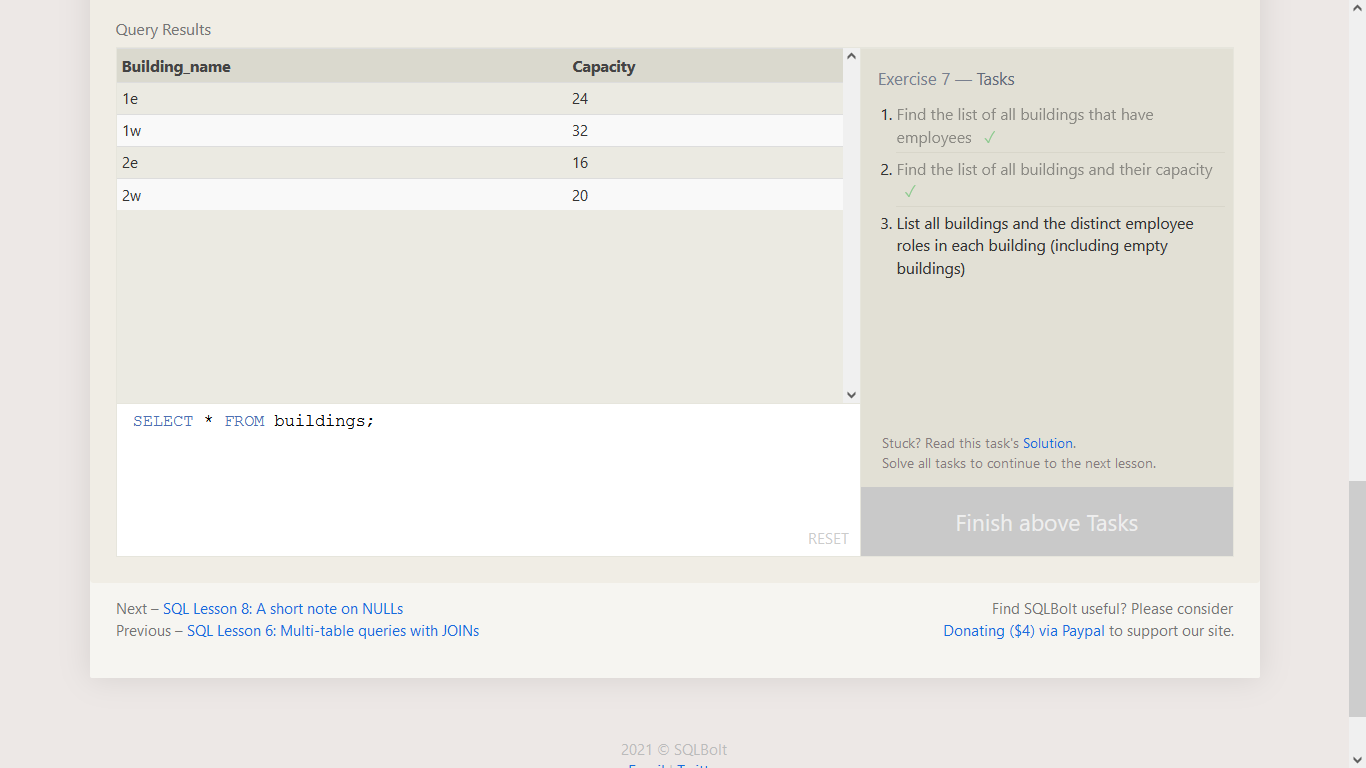 Query Results
Building_name Capacity
1e 24
1w 32
2e 16
2w 20
SELECT * FROM buildings;
RESET
Exercise 7 — Tasks
1. Find the list of all buildings that have
employees ✓
2. Find the list of all buildings and their capacity
✓
3. List all buildings and the distinct employee
roles in each building (including empty
buildings)
Stuck? Read this task's Solution.
Solve all tasks to continue to the next lesson.
Finish above Tasks
Next – SQL Lesson 8: A short note on NULLs
Previous – SQL Lesson 6: Multi-table queries with JOINs
Find SQLBolt useful? Please consider
Donating ($4) via Paypal to support our site.
2021 © SQLBolt